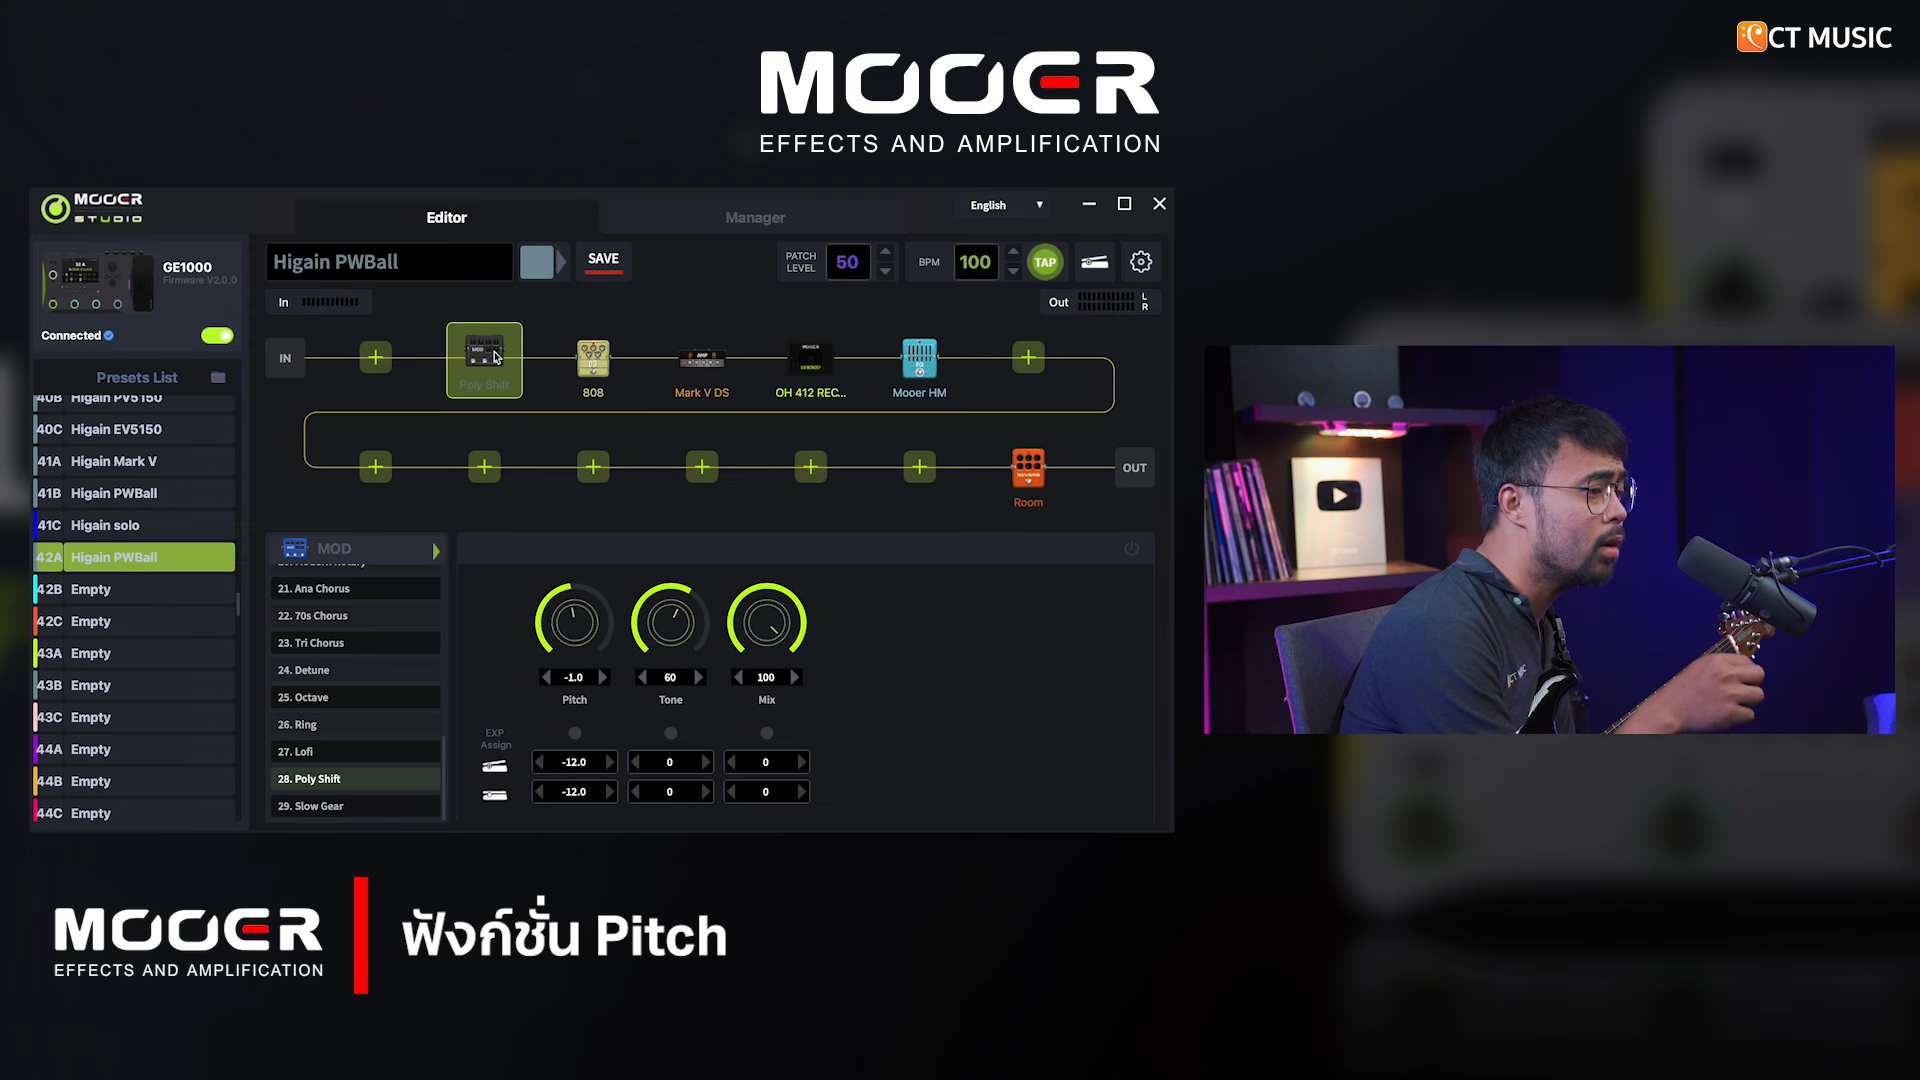 CT MUSIC
MOOER
EFFECTS AND AMPLIFICATION
MOOER
STUDIO
Editor
Manager
English
GE1000
Firmware V2.0.0
Connected
Higain PWBall
SAVE
PATCH
LEVEL
50
BPM
100
TAP
In
Out
L
R
IN
Poly Shift
808
Mark V DS
OH 412 REC...
Mooer HM
Room
OUT
Presets List
40B Higain PV5150
40C Higain EV5150
41A Higain Mark V
41B Higain PWBall
41C Higain solo
42A Higain PWBall
42B Empty
42C Empty
43A Empty
43B Empty
43C Empty
44A Empty
44B Empty
44C Empty
MOD
21. Ana Chorus
22. 70s Chorus
23. Tri Chorus
24. Detune
25. Octave
26. Ring
27. Lofi
28. Poly Shift
29. Slow Gear
-1.0 60 100
Pitch Tone Mix
EXP
Assign
-12.0 0 0
-12.0 0 0
MOOER
EFFECTS AND AMPLIFICATION
ฟังก์ชั่น Pitch